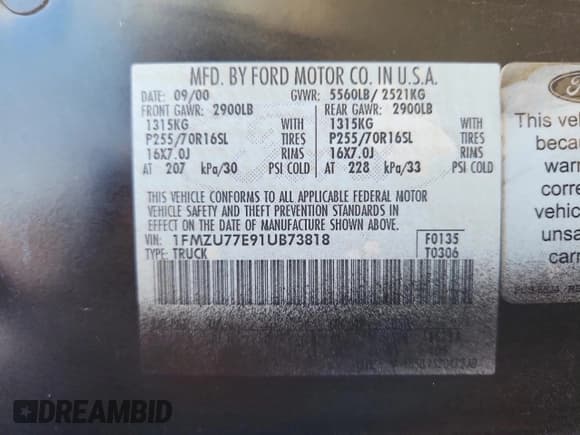 MFD. BY FORD MOTOR CO. IN U.S.A.
DATE: 09/00 GVWR: 5560LB/ 2521KG
FRONT GAWR: 2900LB REAR GAWR: 2900LB
1315KG WITH 1315KG WITH
P255/70R16SL TIRES P255/70R16SL TIRES
16X7.0J RIMS 16X7.0J RIMS
AT 207 kPa/30 PSI COLD AT 228 kPa/33 PSI COLD
THIS VEHICLE CONFORMS TO ALL APPLICABLE FEDERAL MOTOR
VEHICLE SAFETY AND THEFT PREVENTION STANDARDS IN
EFFECT ON THE DATE OF MANUFACTURE SHOWN ABOVE.
VIN: 1FMZU77E91UB73818 F0135
TYPE: TRUCK T0306
Ford
This veh
becau
warn
corre
vehic
unsa
carr
DREAMBID